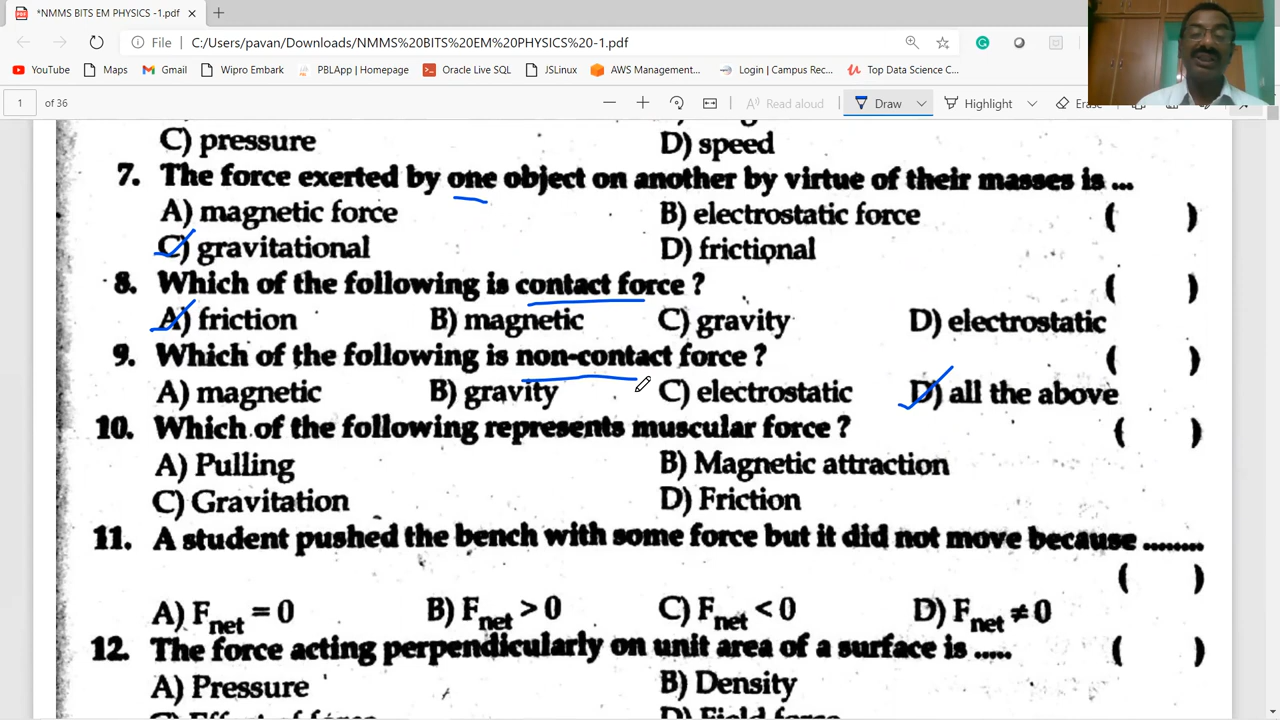 *NMMS BITS EM PHYSICS -1.pdf
File C:/Users/pavan/Downloads/NMMS%20BITS%20EM%20PHYSICS%20-1.pdf
YouTube Maps Gmail Wipro Embark PBLApp | Homepage Oracle Live SQL JSLinux AWS Management... Login | Campus Rec... Top Data Science C...
1 of 36 Read aloud Draw Highlight Erase
C) pressure D) speed
7. The force exerted by one object on another by virtue of their masses is ...
A) magnetic force B) electrostatic force ( )
C) gravitational D) frictional
8. Which of the following is contact force ? ( )
A) friction B) magnetic C) gravity D) electrostatic
9. Which of the following is non-contact force ? ( )
A) magnetic B) gravity C) electrostatic D) all the above
10. Which of the following represents muscular force ? ( )
A) Pulling B) Magnetic attraction
C) Gravitation D) Friction
11. A student pushed the bench with some force but it did not move because ........
( )
A) Fnet = 0 B) Fnet > 0 C) Fnet < 0 D) Fnet ≠ 0
12. The force acting perpendicularly on unit area of a surface is ..... ( )
A) Pressure B) Density
C) Effect of force D) Field force